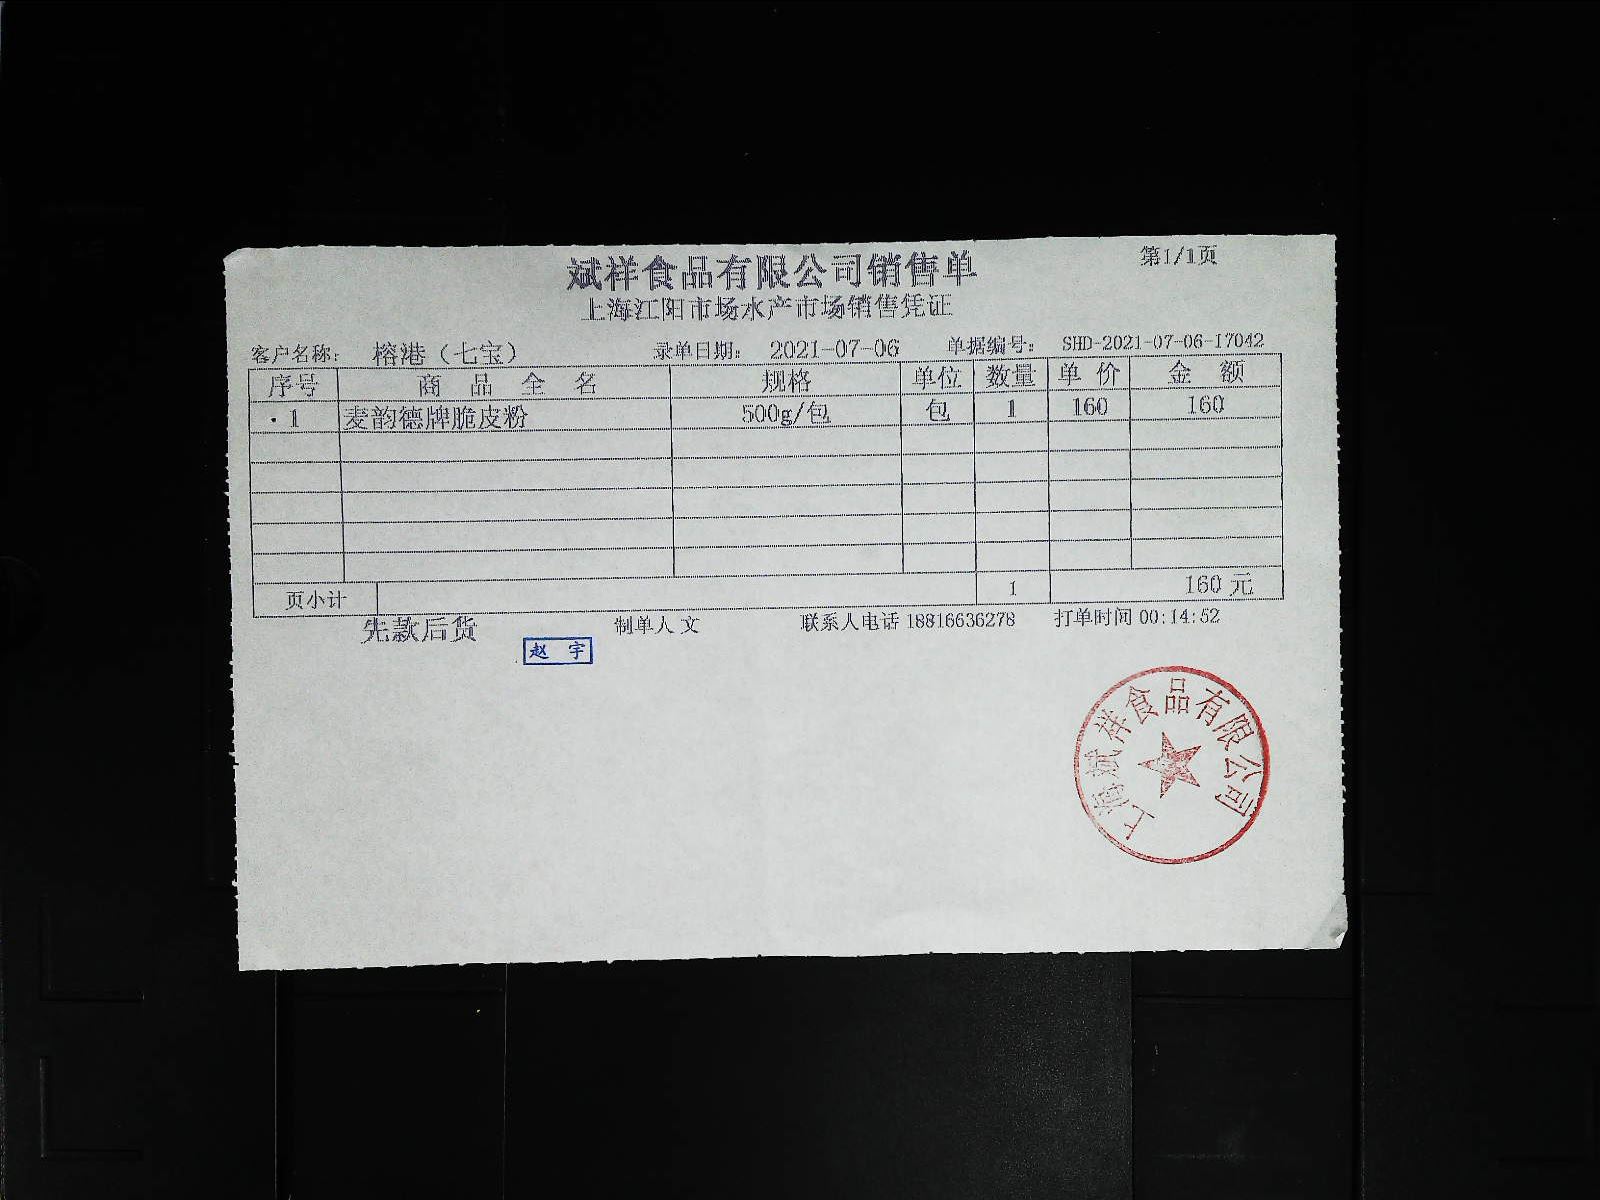 第1/1页
斌祥食品有限公司销售单
上海江阳市场水产市场销售凭证
客户名称： 榕港（七宝） 录单日期： 2021-07-06 单据编号： SHD-2021-07-06-17042
序号 商 品 全 名 规格 单位 数量 单 价 金 额
·1 麦韵德牌脆皮粉 500g/包 包 1 160 160
页小计 1 160 元
先款后货 制单人 文 联系人电话 18816636278 打单时间 00:14:52
赵 宇
上海斌祥食品有限公司